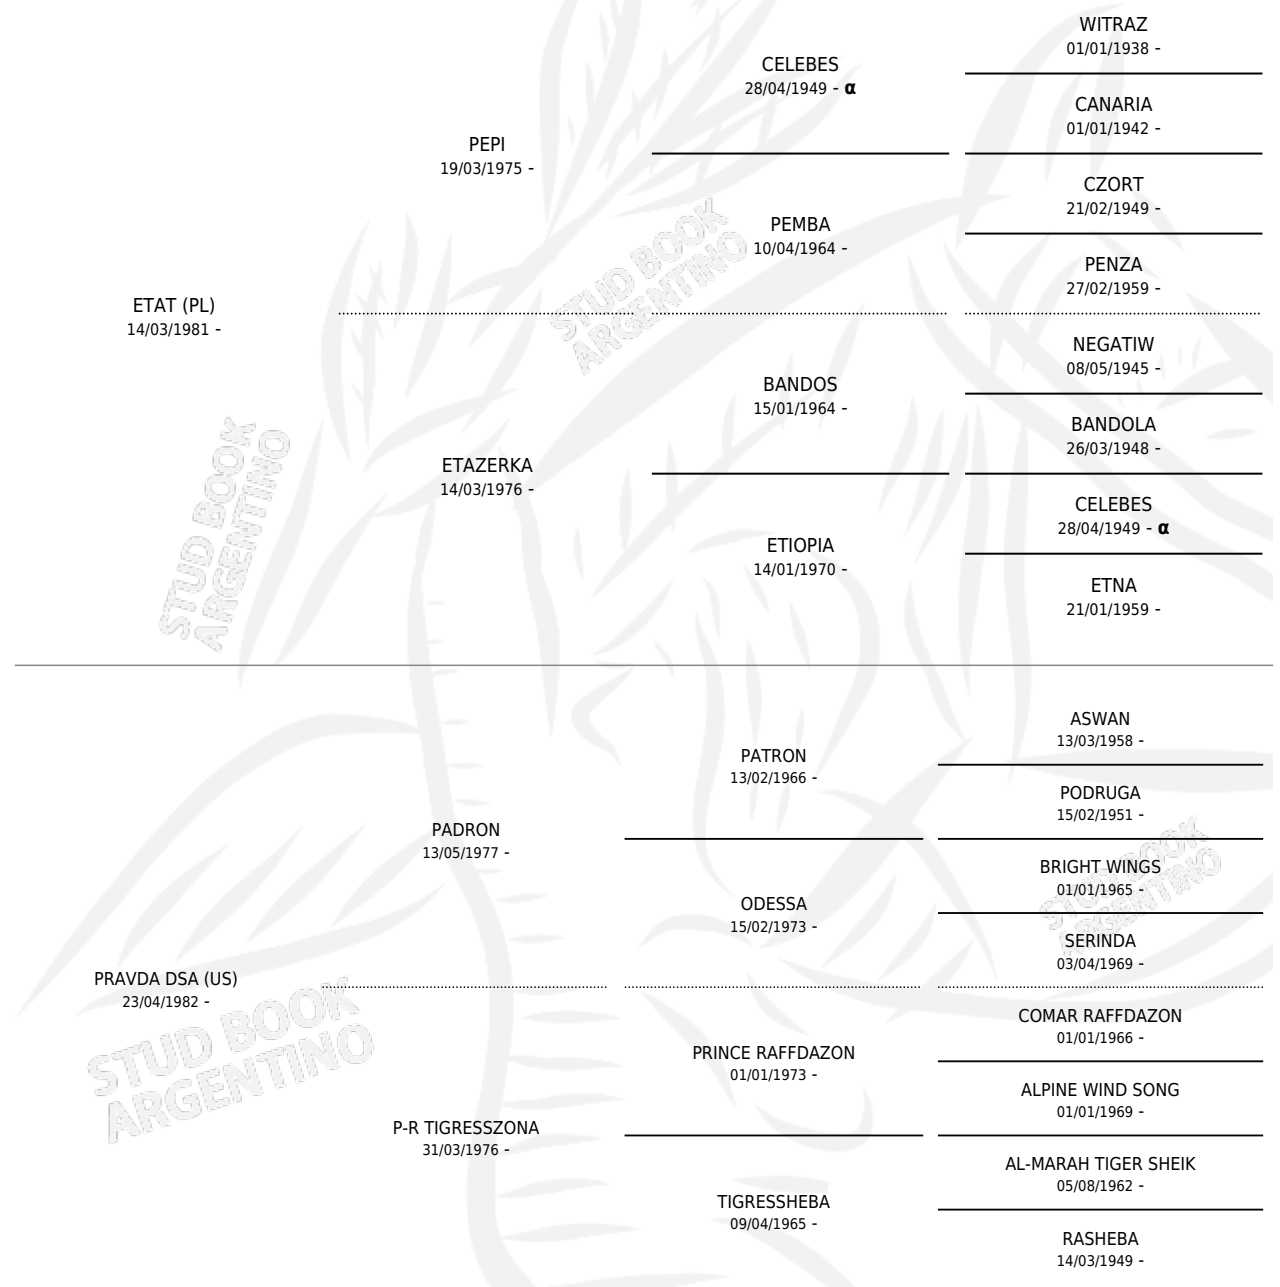 ETAT (PL)
14/03/1981 -
PEPI
19/03/1975 -
CELEBES
28/04/1949 - α
WITRAZ
01/01/1938 -
CANARIA
01/01/1942 -
PEMBA
10/04/1964 -
CZORT
21/02/1949 -
PENZA
27/02/1959 -
ETAZERKA
14/03/1976 -
BANDOS
15/01/1964 -
NEGATIW
08/05/1945 -
BANDOLA
26/03/1948 -
ETIOPIA
14/01/1970 -
CELEBES
28/04/1949 - α
ETNA
21/01/1959 -
PRAVDA DSA (US)
23/04/1982 -
PADRON
13/05/1977 -
PATRON
13/02/1966 -
ASWAN
13/03/1958 -
PODRUGA
15/02/1951 -
ODESSA
15/02/1973 -
BRIGHT WINGS
01/01/1965 -
SERINDA
03/04/1969 -
P-R TIGRESSZONA
31/03/1976 -
PRINCE RAFFDAZON
01/01/1973 -
COMAR RAFFDAZON
01/01/1966 -
ALPINE WIND SONG
01/01/1969 -
TIGRESSHEBA
09/04/1965 -
AL-MARAH TIGER SHEIK
05/08/1962 -
RASHEBA
14/03/1949 -
STUD BOOK
ARGENTINO
STUD BOOK
ARGENTINO
STUD BOOK
ARGENTINO
STUD BOOK
ARGENTINO